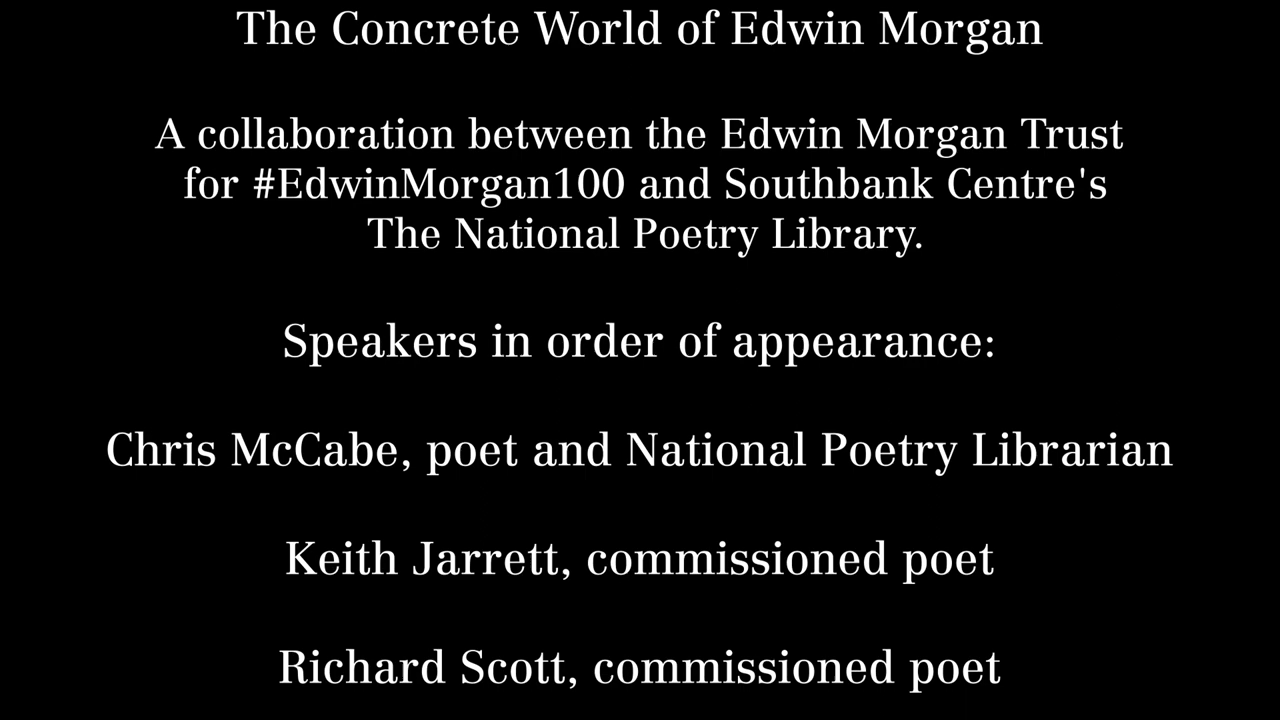 The Concrete World of Edwin Morgan
A collaboration between the Edwin Morgan Trust
for #EdwinMorgan100 and Southbank Centre's
The National Poetry Library.
Speakers in order of appearance:
Chris McCabe, poet and National Poetry Librarian
Keith Jarrett, commissioned poet
Richard Scott, commissioned poet